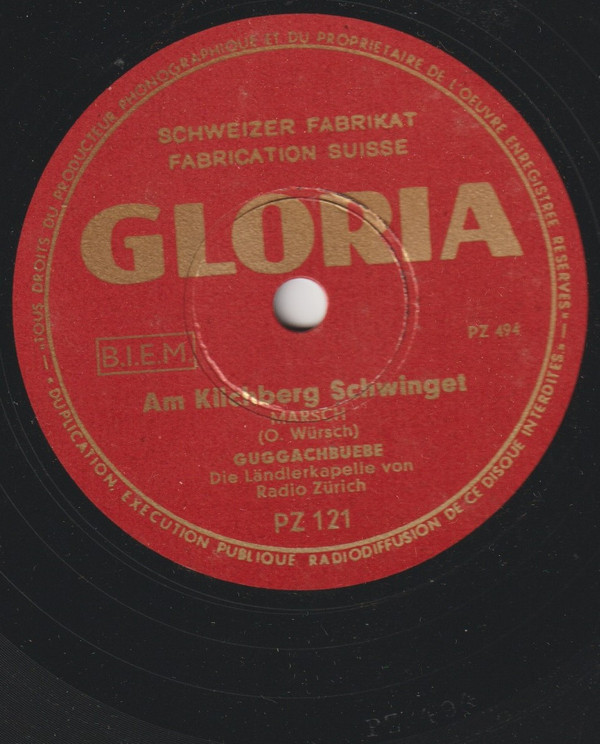 « TOUS DROITS DU PRODUCTEUR PHONOGRAPHIQUE ET DU PROPRIETAIRE DE L'OEUVRE ENREGISTREE RESERVES » —
SCHWEIZER FABRIKAT
FABRICATION SUISSE
GLORIA
PZ 494
B.I.E.M.
Am Klichberg Schwinget
MARSCH
(O. Würsch)
GUGGACHBUEBE
Die Ländlerkapelle von
Radio Zürich
PZ 121
« DUPLICATION, EXECUTION PUBLIQUE RADIODIFFUSION DE CE DISQUE INTERDITES. » —